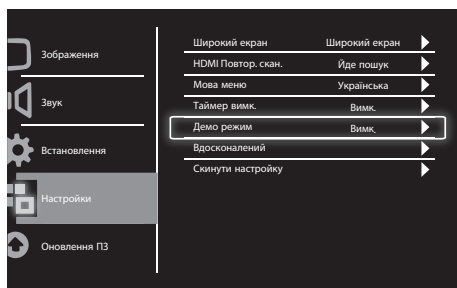 Зображення
Звук
Встановлення
Настройки
Оновлення ПЗ
Широкий екран Широкий екран
HDMI Повтор. скан. Йде пошук
Мова меню Українська
Таймер вимк. Вимк.
Демо режим Вимк.
Вдосконалений
Скинути настройку